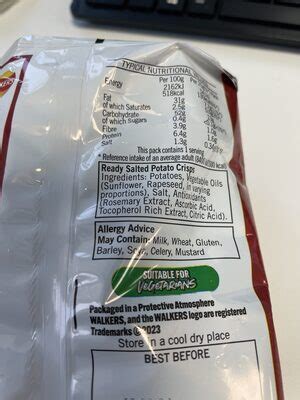 TYPICAL NUTRITIONAL
Per 100g
Energy 2162kJ
518kcal
Fat 31g
of which Saturates 2.5g
Carbohydrate 52g
of which Sugars 0.4g
Fibre 3.9g
Protein 6.4g
Salt 1.3g
This pack contains 1 serving
* Reference intake of an average adult
Ready Salted Potato Crisps
Ingredients: Potatoes, Vegetable Oils
(Sunflower, Rapeseed, in varying
proportions), Salt, Antioxidants
(Rosemary Extract, Ascorbic Acid,
Tocopherol Rich Extract, Citric Acid).
Allergy Advice
May Contain: Milk, Wheat, Gluten,
Barley, Soya, Celery, Mustard
SUITABLE FOR
VEGETARIANS
Packaged in a Protective Atmosphere
WALKERS, and the WALKERS logo are registered
Trademarks ©2023
Store in a cool dry place
BEST BEFORE